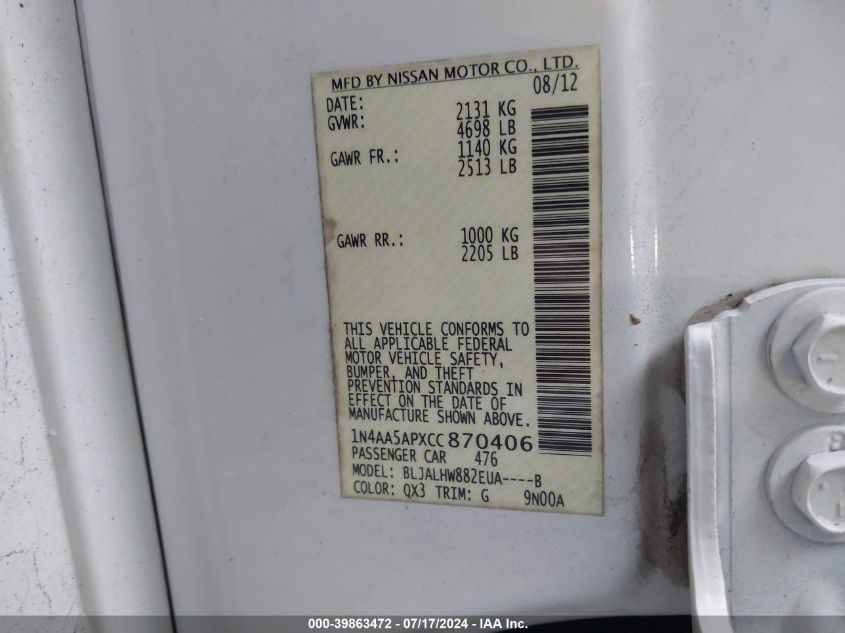 MFD BY NISSAN MOTOR CO., LTD.
DATE: 08/12
GVWR: 2131 KG
4698 LB
GAWR FR.: 1140 KG
2513 LB
GAWR RR.: 1000 KG
2205 LB
THIS VEHICLE CONFORMS TO
ALL APPLICABLE FEDERAL
MOTOR VEHICLE SAFETY,
BUMPER, AND THEFT
PREVENTION STANDARDS IN
EFFECT ON THE DATE OF
MANUFACTURE SHOWN ABOVE.
1N4AA5APXCC870406
PASSENGER CAR 476
MODEL: BLJALHW882EUA----B
COLOR: QX3 TRIM: G 9N00A
000-39863472 - 07/17/2024 - IAA Inc.